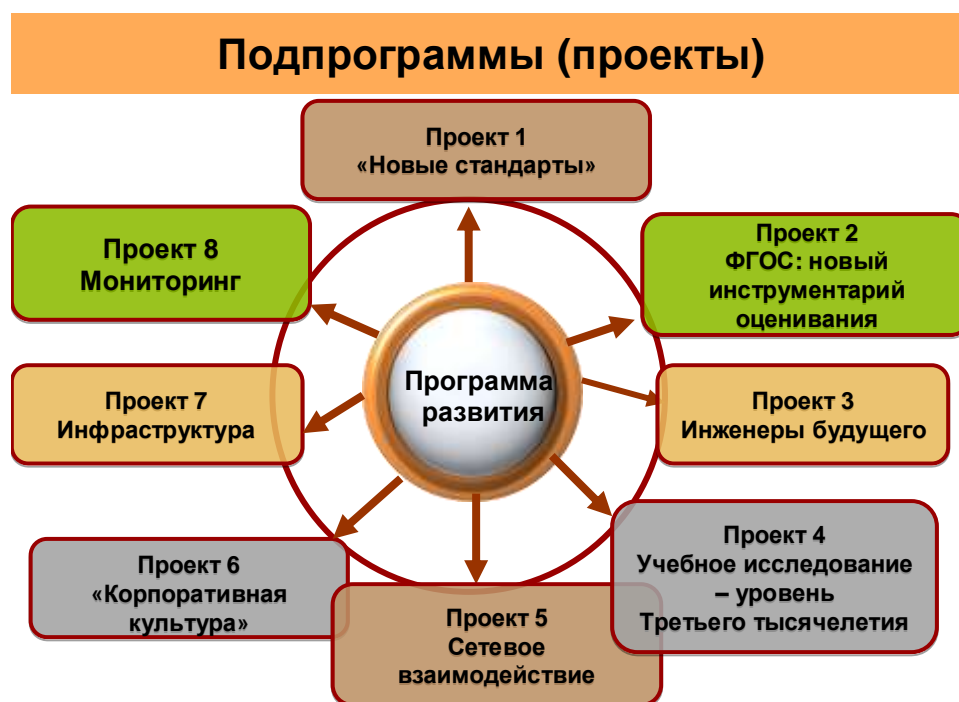 Подпрограммы (проекты)
Проект 1
«Новые стандарты»
Проект 8
Мониторинг
Проект 2
ФГОС: новый
инструментарий
оценивания
Программа
развития
Проект 7
Инфраструктура
Проект 3
Инженеры будущего
Проект 6
«Корпоративная
культура»
Проект 5
Сетевое
взаимодействие
Проект 4
Учебное исследование
– уровень
Третьего тысячелетия